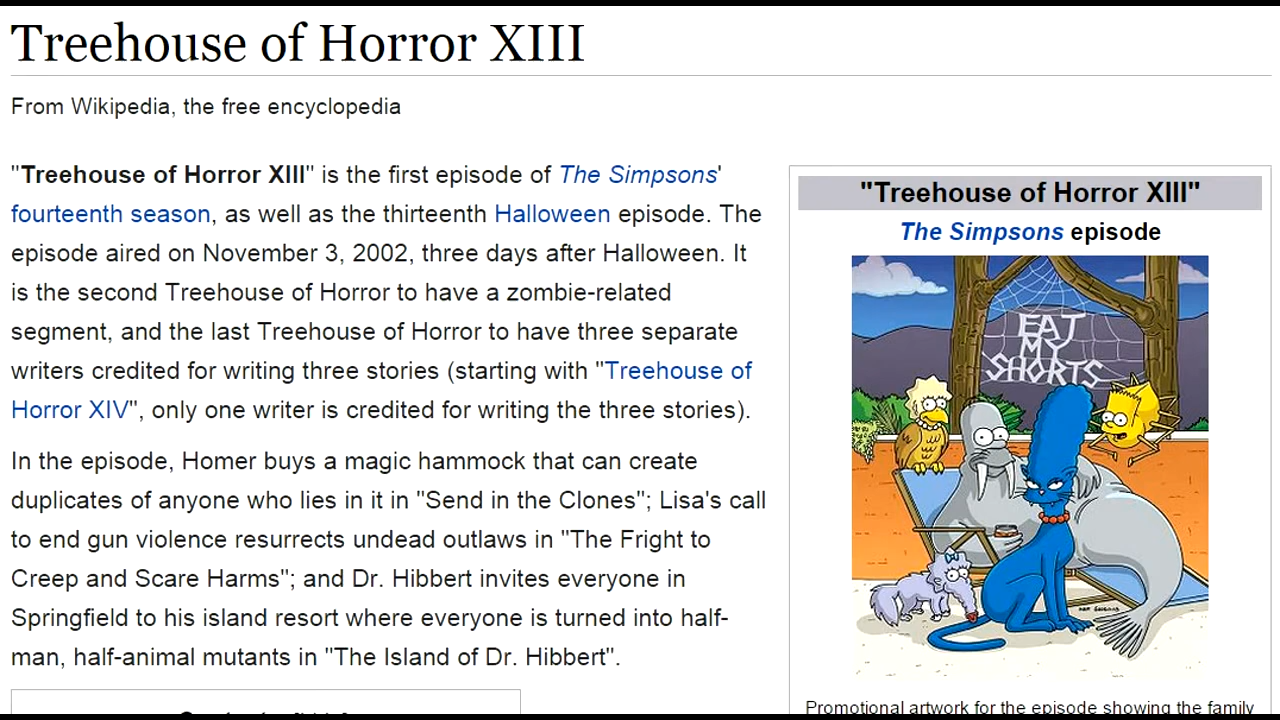 Treehouse of Horror XIII
From Wikipedia, the free encyclopedia
"Treehouse of Horror XIII" is the first episode of The Simpsons'
fourteenth season, as well as the thirteenth Halloween episode. The
episode aired on November 3, 2002, three days after Halloween. It
is the second Treehouse of Horror to have a zombie-related
segment, and the last Treehouse of Horror to have three separate
writers credited for writing three stories (starting with "Treehouse of
Horror XIV", only one writer is credited for writing the three stories).
In the episode, Homer buys a magic hammock that can create
duplicates of anyone who lies in it in "Send in the Clones"; Lisa's call
to end gun violence resurrects undead outlaws in "The Fright to
Creep and Scare Harms"; and Dr. Hibbert invites everyone in
Springfield to his island resort where everyone is turned into half-
man, half-animal mutants in "The Island of Dr. Hibbert".
"Treehouse of Horror XIII"
The Simpsons episode
EAT
MY
SHORTS
Promotional artwork for the episode showing the family